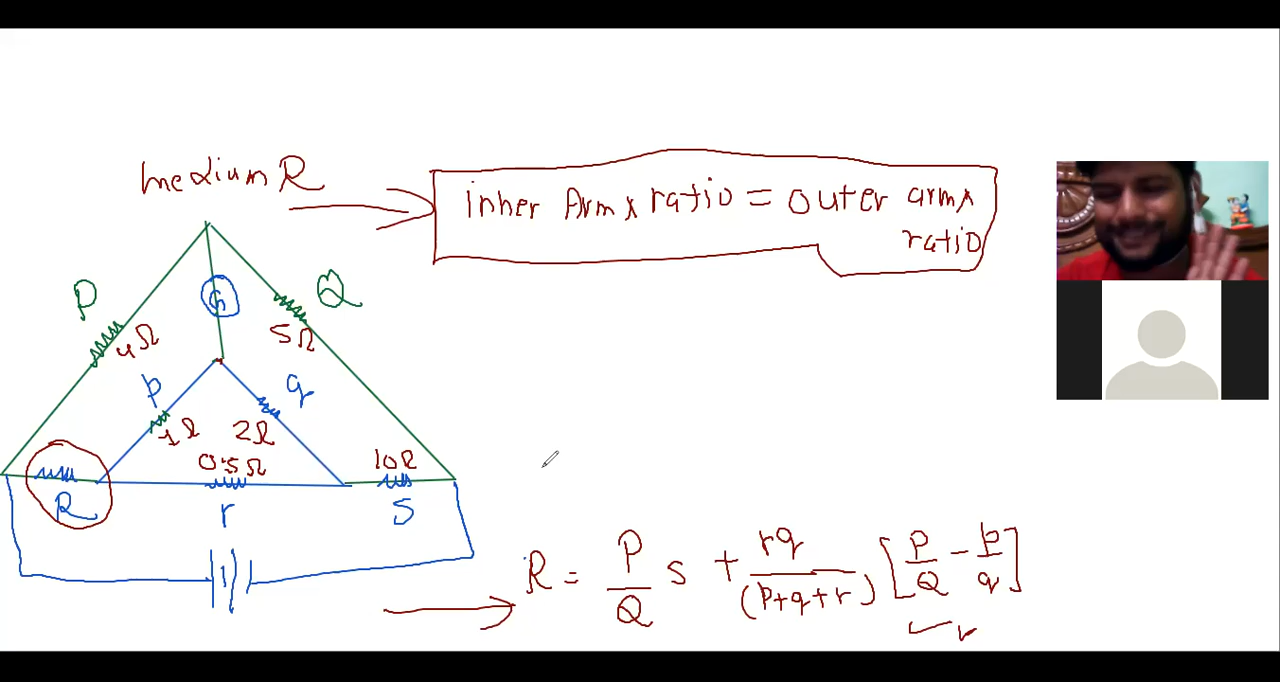 medium R
inner Arm x ratio = outer arm x
ratio
P
G
Q
4Ω
5Ω
p
q
1Ω
2Ω
0.5Ω
10Ω
R
r
S
R = P/Q s + rq/(p+q+r) [P/Q - p/q]